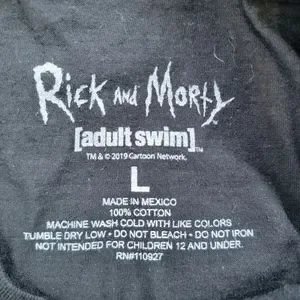 Rick and Morty
[adult swim]™
TM & © 2019 Cartoon Network.
L
MADE IN MEXICO
100% COTTON
MACHINE WASH COLD WITH LIKE COLORS
TUMBLE DRY LOW • DO NOT BLEACH • DO NOT IRON
NOT INTENDED FOR CHILDREN 12 AND UNDER.
RN#110927